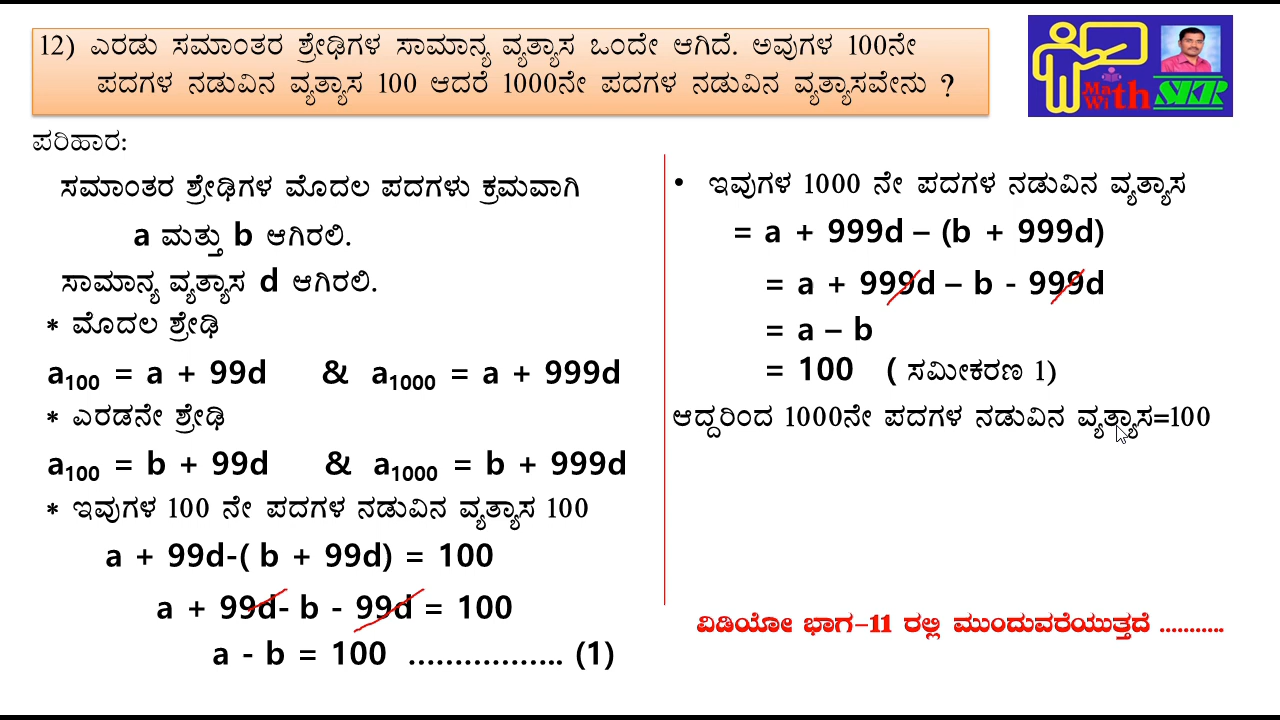 12) ಎರಡು ಸಮಾಂತರ ಶ್ರೇಢಿಗಳ ಸಾಮಾನ್ಯ ವ್ಯತ್ಯಾಸ ಒಂದೇ ಆಗಿದೆ. ಅವುಗಳ 100ನೇ
ಪದಗಳ ನಡುವಿನ ವ್ಯತ್ಯಾಸ 100 ಆದರೆ 1000ನೇ ಪದಗಳ ನಡುವಿನ ವ್ಯತ್ಯಾಸವೇನು ?
Math
With SKR
ಪರಿಹಾರ:
ಸಮಾಂತರ ಶ್ರೇಢಿಗಳ ಮೊದಲ ಪದಗಳು ಕ್ರಮವಾಗಿ
a ಮತ್ತು b ಆಗಿರಲಿ.
ಸಾಮಾನ್ಯ ವ್ಯತ್ಯಾಸ d ಆಗಿರಲಿ.
* ಮೊದಲ ಶ್ರೇಢಿ
a₁₀₀ = a + 99d & a₁₀₀₀ = a + 999d
* ಎರಡನೇ ಶ್ರೇಢಿ
a₁₀₀ = b + 99d & a₁₀₀₀ = b + 999d
* ಇವುಗಳ 100 ನೇ ಪದಗಳ ನಡುವಿನ ವ್ಯತ್ಯಾಸ 100
a + 99d-( b + 99d) = 100
a + 99d- b - 99d = 100
a - b = 100 ................. (1)
• ಇವುಗಳ 1000 ನೇ ಪದಗಳ ನಡುವಿನ ವ್ಯತ್ಯಾಸ
= a + 999d – (b + 999d)
= a + 999d – b - 999d
= a – b
= 100 ( ಸಮೀಕರಣ 1)
ಆದ್ದರಿಂದ 1000ನೇ ಪದಗಳ ನಡುವಿನ ವ್ಯತ್ಯಾಸ=100
ವಿಡಿಯೋ ಭಾಗ-11 ರಲ್ಲಿ ಮುಂದುವರೆಯುತ್ತದೆ ...........